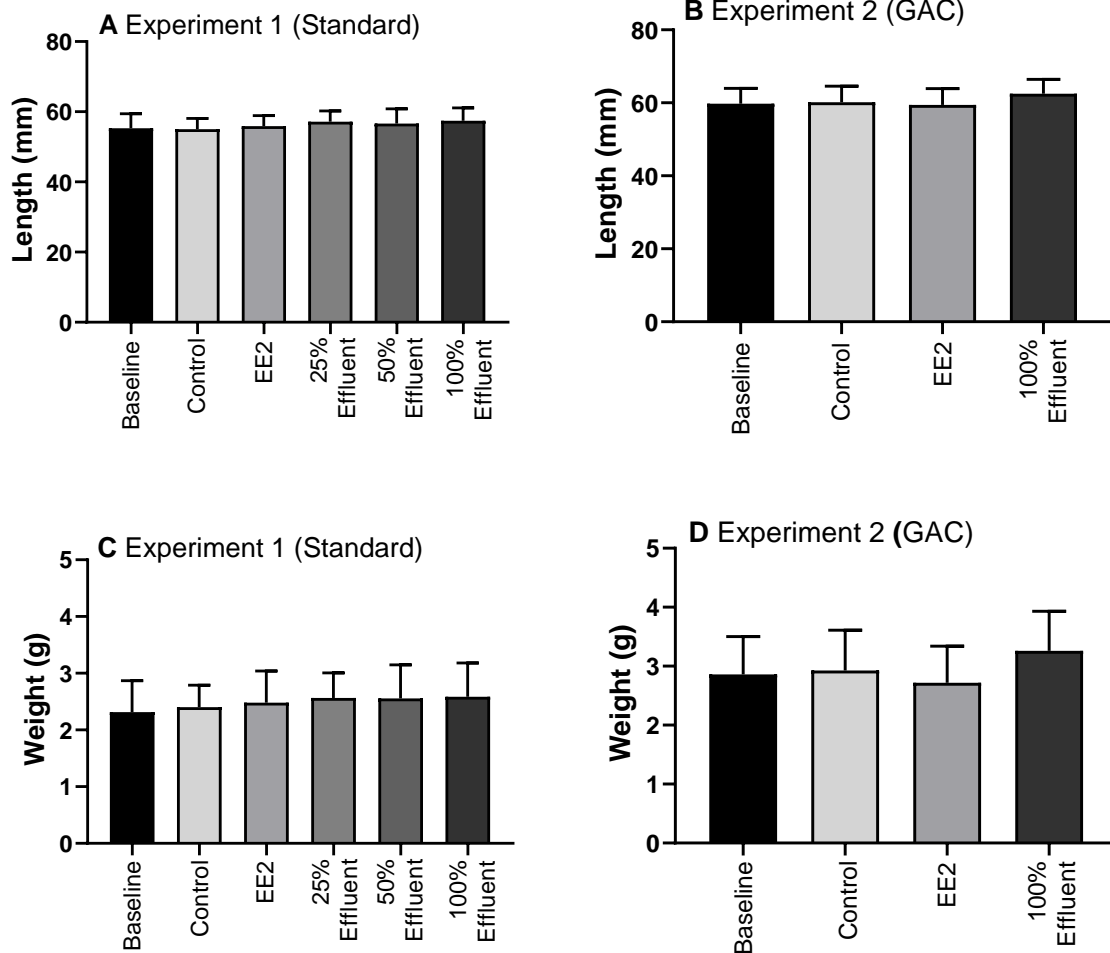 A Experiment 1 (Standard)
80
60
40
20
0
Length (mm)
Baseline
Control
EE2
25%
Effluent
50%
Effluent
100%
Effluent
B Experiment 2 (GAC)
80
60
40
20
0
Length (mm)
Baseline
Control
EE2
100%
Effluent
C Experiment 1 (Standard)
5
4
3
2
1
0
Weight (g)
Baseline
Control
EE2
25%
Effluent
50%
Effluent
100%
Effluent
D Experiment 2 (GAC)
5
4
3
2
1
0
Weight (g)
Baseline
Control
EE2
100%
Effluent